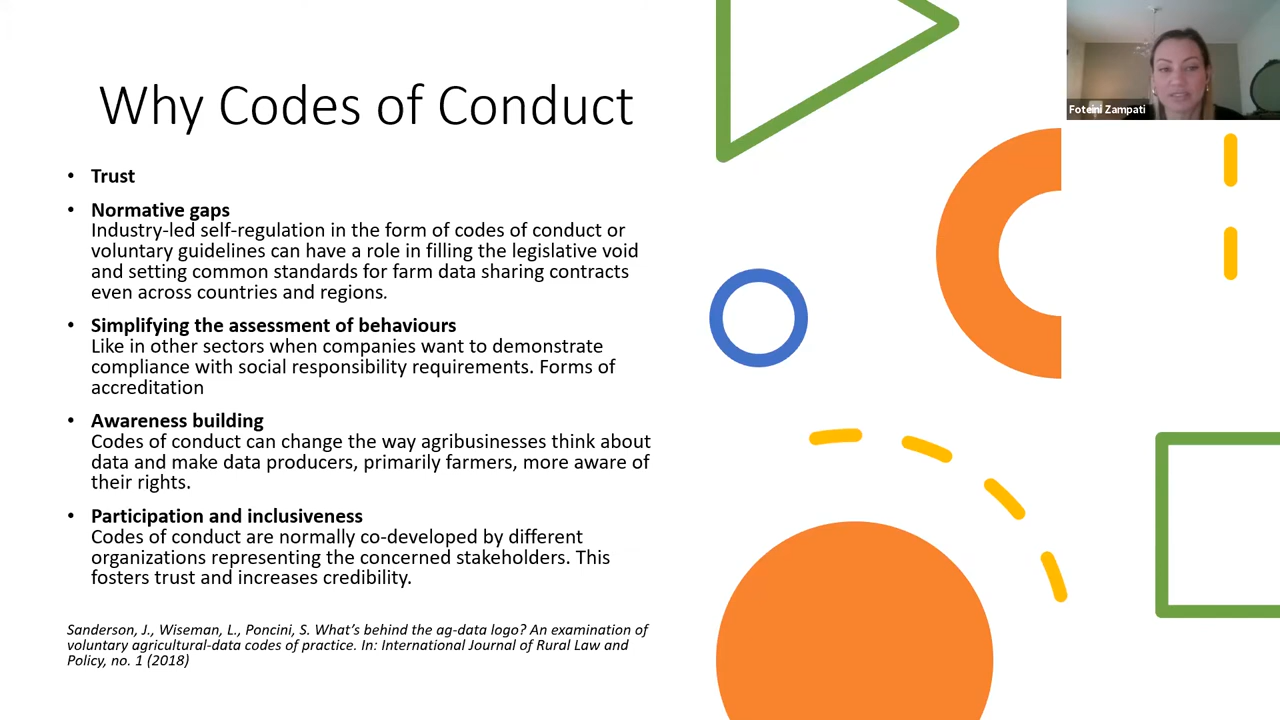 Why Codes of Conduct
Foteini Zampati
• Trust
• Normative gaps
Industry-led self-regulation in the form of codes of conduct or
voluntary guidelines can have a role in filling the legislative void
and setting common standards for farm data sharing contracts
even across countries and regions.
• Simplifying the assessment of behaviours
Like in other sectors when companies want to demonstrate
compliance with social responsibility requirements. Forms of
accreditation
• Awareness building
Codes of conduct can change the way agribusinesses think about
data and make data producers, primarily farmers, more aware of
their rights.
• Participation and inclusiveness
Codes of conduct are normally co-developed by different
organizations representing the concerned stakeholders. This
fosters trust and increases credibility.
Sanderson, J., Wiseman, L., Poncini, S. What’s behind the ag-data logo? An examination of
voluntary agricultural-data codes of practice. In: International Journal of Rural Law and
Policy, no. 1 (2018)